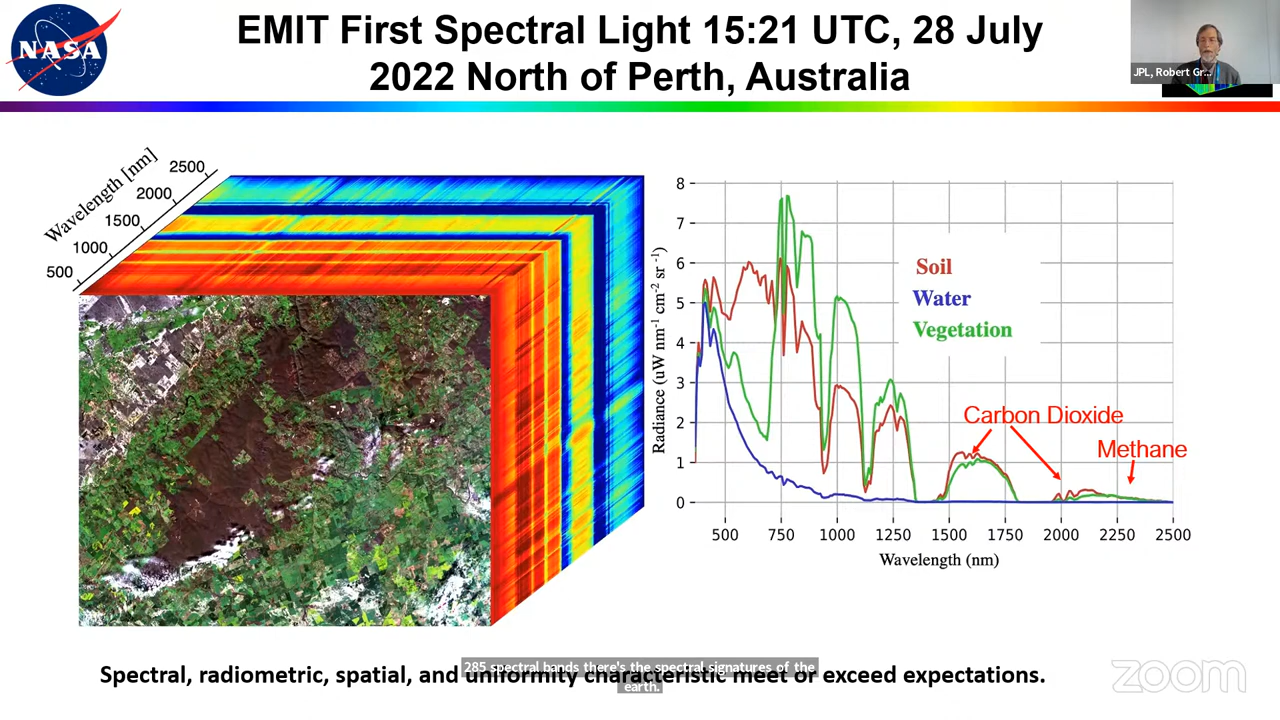 EMIT First Spectral Light 15:21 UTC, 28 July
2022 North of Perth, Australia
NASA
JPL, Robert Gr...
Wavelength [nm]
2500
2000
1500
1000
500
8
7
6
5
4
3
2
1
0
Radiance (uW nm-1 cm-2 sr -1)
Soil
Water
Vegetation
Carbon Dioxide
Methane
500 750 1000 1250 1500 1750 2000 2250 2500
Wavelength (nm)
285 spectral bands there's the spectral signatures of the
earth.
Spectral, radiometric, spatial, and uniformity characteristic meet or exceed expectations.
zoom